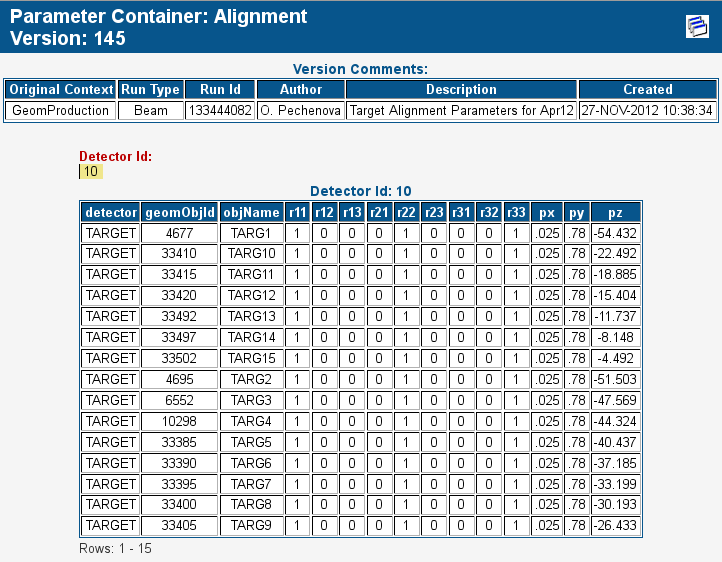 Parameter Container: Alignment
Version: 145
Version Comments:
Original Context Run Type Run Id Author Description Created
GeomProduction Beam 133444082 O. Pechenova Target Alignment Parameters for Apr12 27-NOV-2012 10:38:34
Detector Id:
10
Detector Id: 10
detector geomObjId objName r11 r12 r13 r21 r22 r23 r31 r32 r33 px py pz
TARGET 4677 TARG1 1 0 0 0 1 0 0 0 1 .025 .78 -54.432
TARGET 33410 TARG10 1 0 0 0 1 0 0 0 1 .025 .78 -22.492
TARGET 33415 TARG11 1 0 0 0 1 0 0 0 1 .025 .78 -18.885
TARGET 33420 TARG12 1 0 0 0 1 0 0 0 1 .025 .78 -15.404
TARGET 33492 TARG13 1 0 0 0 1 0 0 0 1 .025 .78 -11.737
TARGET 33497 TARG14 1 0 0 0 1 0 0 0 1 .025 .78 -8.148
TARGET 33502 TARG15 1 0 0 0 1 0 0 0 1 .025 .78 -4.492
TARGET 4695 TARG2 1 0 0 0 1 0 0 0 1 .025 .78 -51.503
TARGET 6552 TARG3 1 0 0 0 1 0 0 0 1 .025 .78 -47.569
TARGET 10298 TARG4 1 0 0 0 1 0 0 0 1 .025 .78 -44.324
TARGET 33385 TARG5 1 0 0 0 1 0 0 0 1 .025 .78 -40.437
TARGET 33390 TARG6 1 0 0 0 1 0 0 0 1 .025 .78 -37.185
TARGET 33395 TARG7 1 0 0 0 1 0 0 0 1 .025 .78 -33.199
TARGET 33400 TARG8 1 0 0 0 1 0 0 0 1 .025 .78 -30.193
TARGET 33405 TARG9 1 0 0 0 1 0 0 0 1 .025 .78 -26.433
Rows: 1 - 15